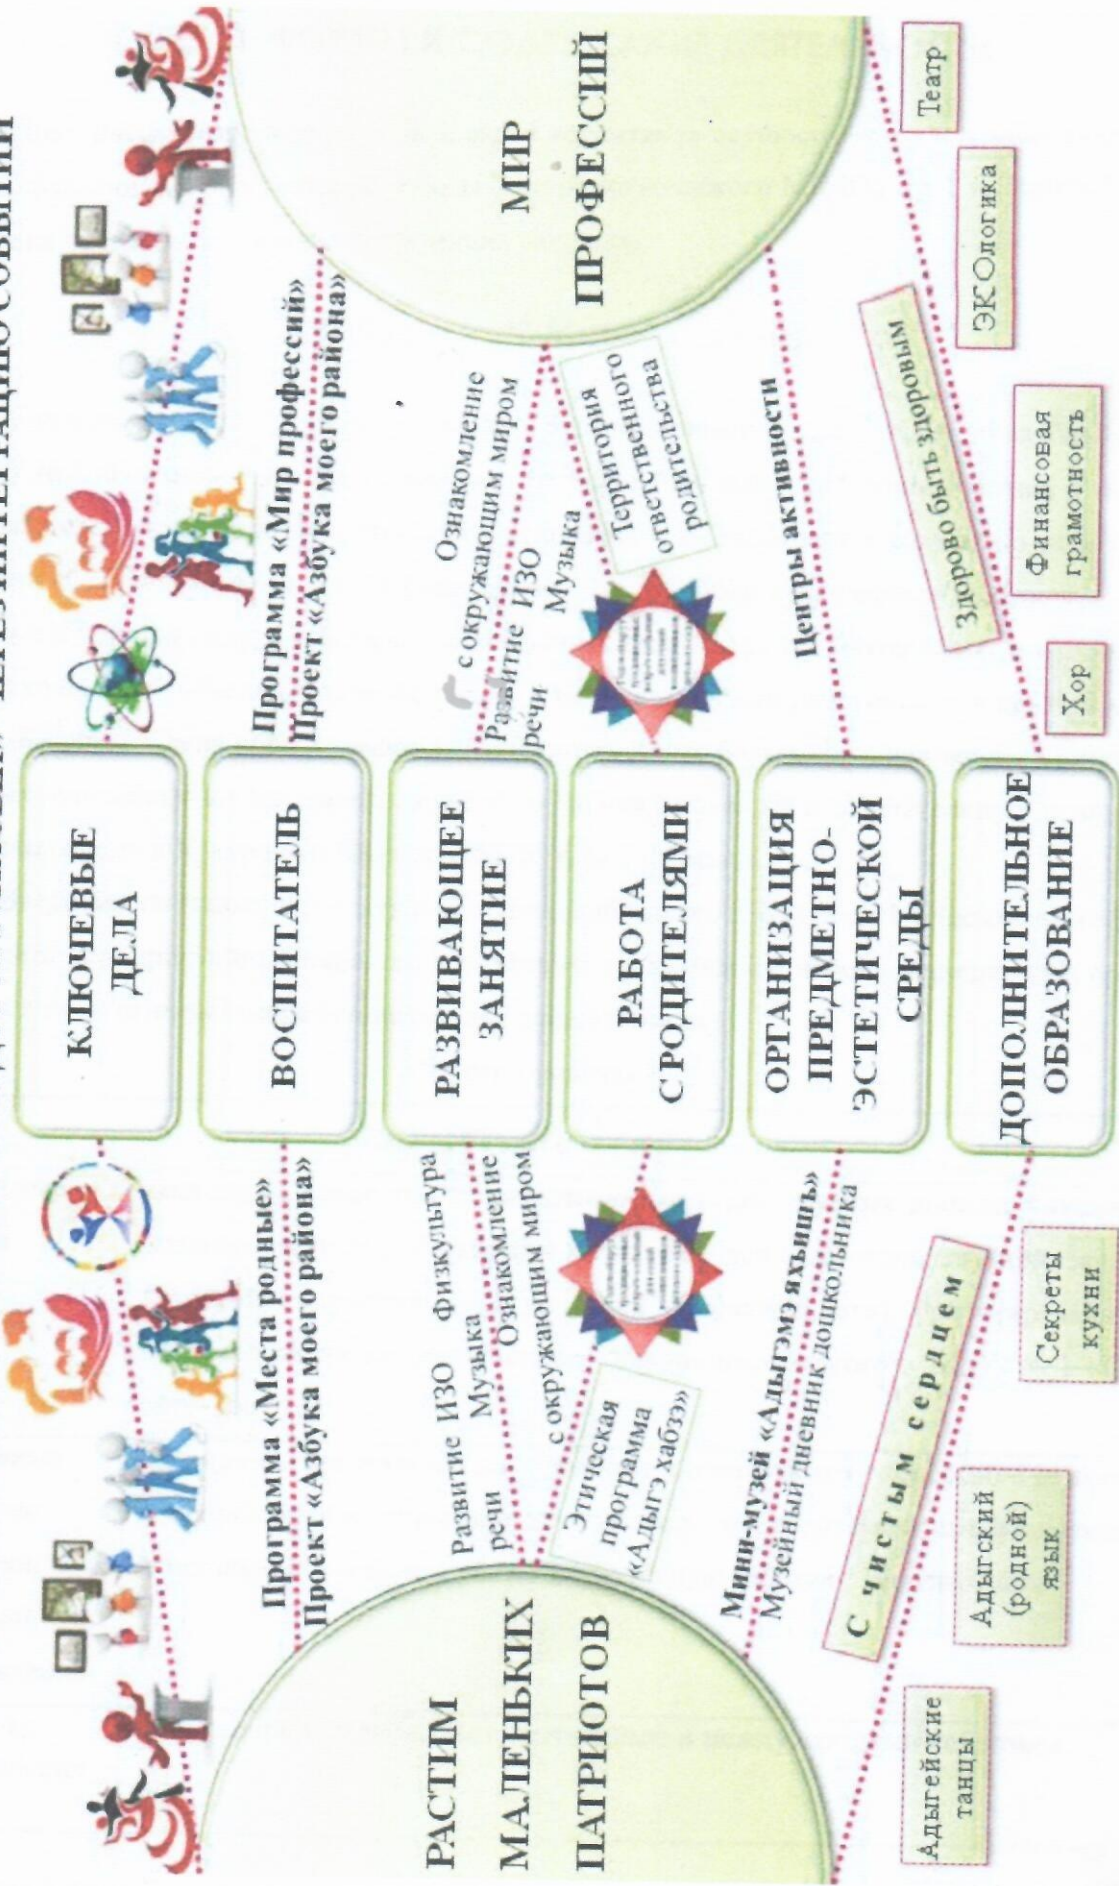 ЧЕРЕЗ ИНТЕГРАЦИЮ СОБЫТИЙ
КЛЮЧЕВЫЕ
ДЕЛА
Программа «Места родные»
Проект «Азбука моего района»
ВОСПИТАТЕЛЬ
Программа «Мир профессий»
Проект «Азбука моего района»
РАСТИМ
МАЛЕНЬКИХ
ПАТРИОТОВ
Развитие ИЗО физкультура
речи Музыка
Ознакомление
с окружающим миром
РАЗВИВАЮЩЕЕ
ЗАНЯТИЕ
Ознакомление
с окружающим миром
Развитие ИЗО
речи Музыка
МИР
ПРОФЕССИЙ
Этическая
программа
«Адыгэ хабзэ»
РАБОТА
С РОДИТЕЛЯМИ
Территория
ответственного
родительства
Мини-музей «Адыгэмэ яхьишъ»
Музейный дневник дошкольника
ОРГАНИЗАЦИЯ
ПРЕДМЕТНО-
ЭСТЕТИЧЕСКОЙ
СРЕДЫ
Центры активности
С чистым сердцем
ДОПОЛНИТЕЛЬНОЕ
ОБРАЗОВАНИЕ
Здорово быть здоровым
Адыгейские
танцы
Адыгский
(родной)
язык
Секреты
кухни
Хор
Финансовая
грамотность
ЭКОлогика
Театр